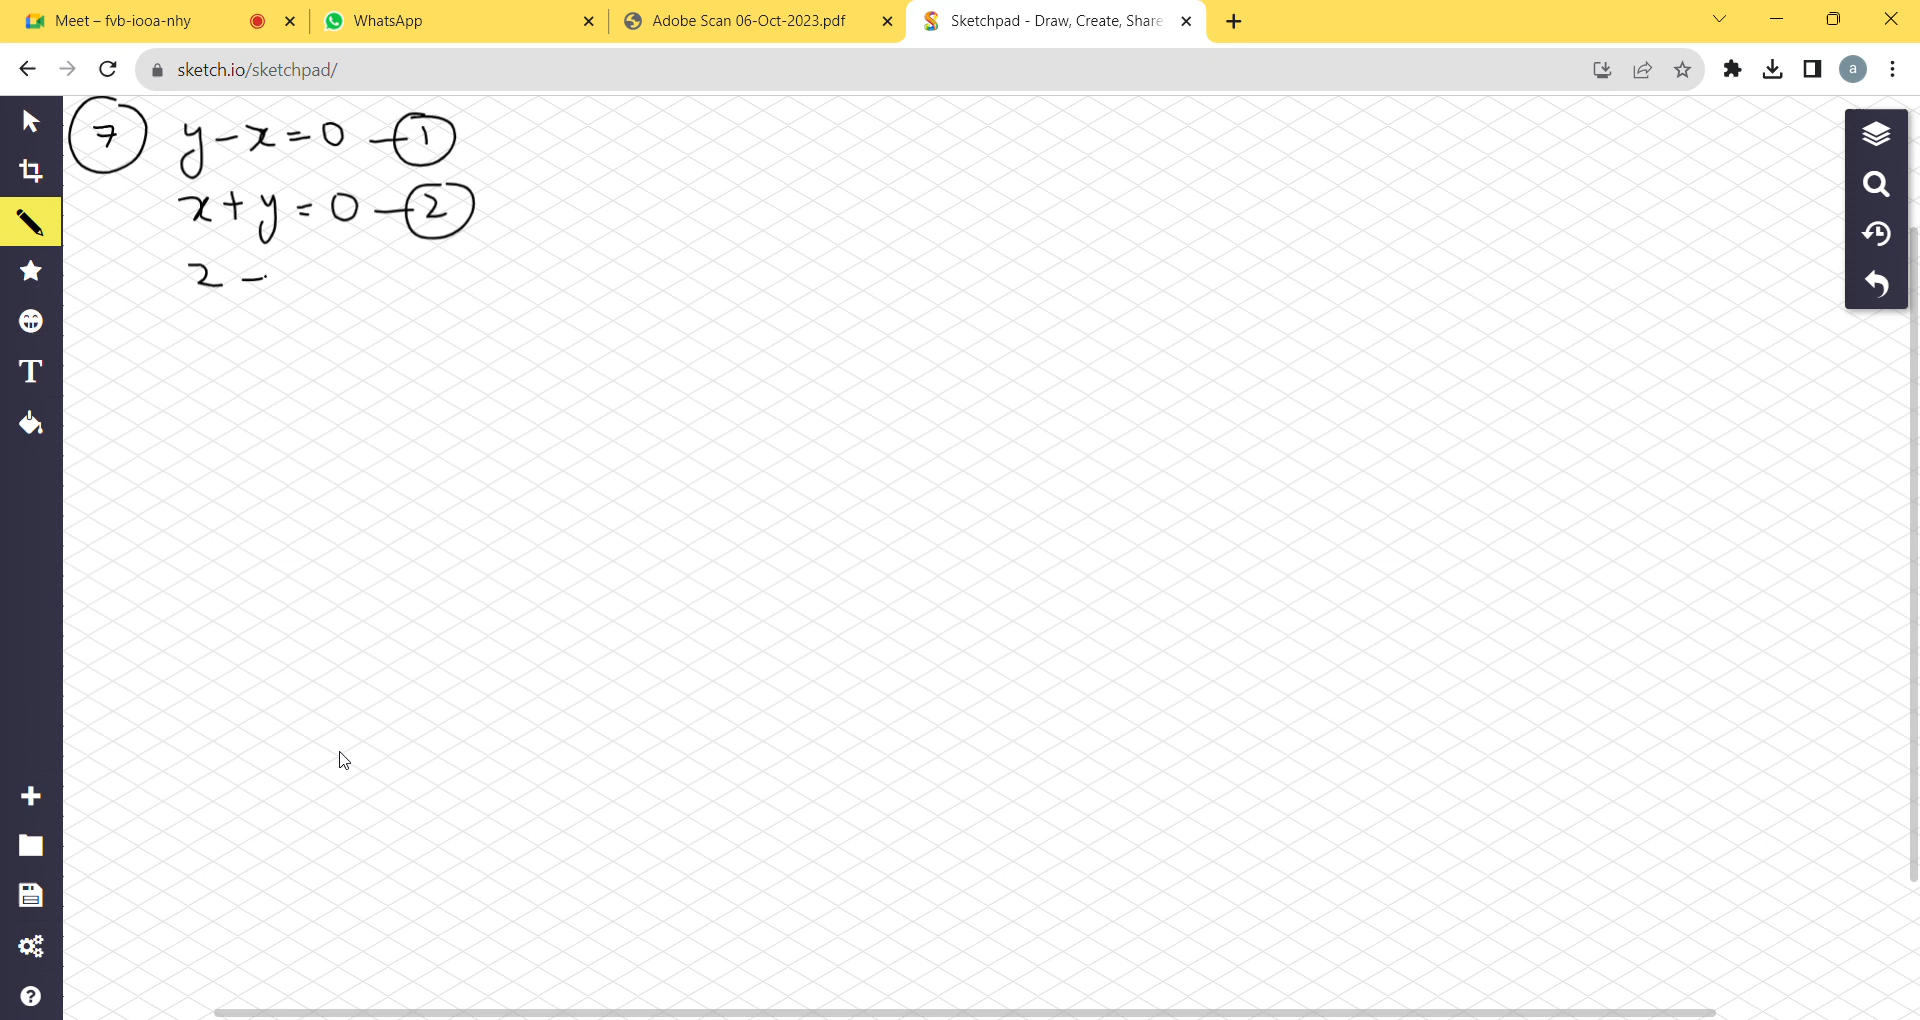 Meet – fvb-iooa-nhy
WhatsApp
Adobe Scan 06-Oct-2023.pdf
Sketchpad - Draw, Create, Share
sketch.io/sketchpad/
a
7 y-x=0 -1
x+y=0 -2
2 -
T
?